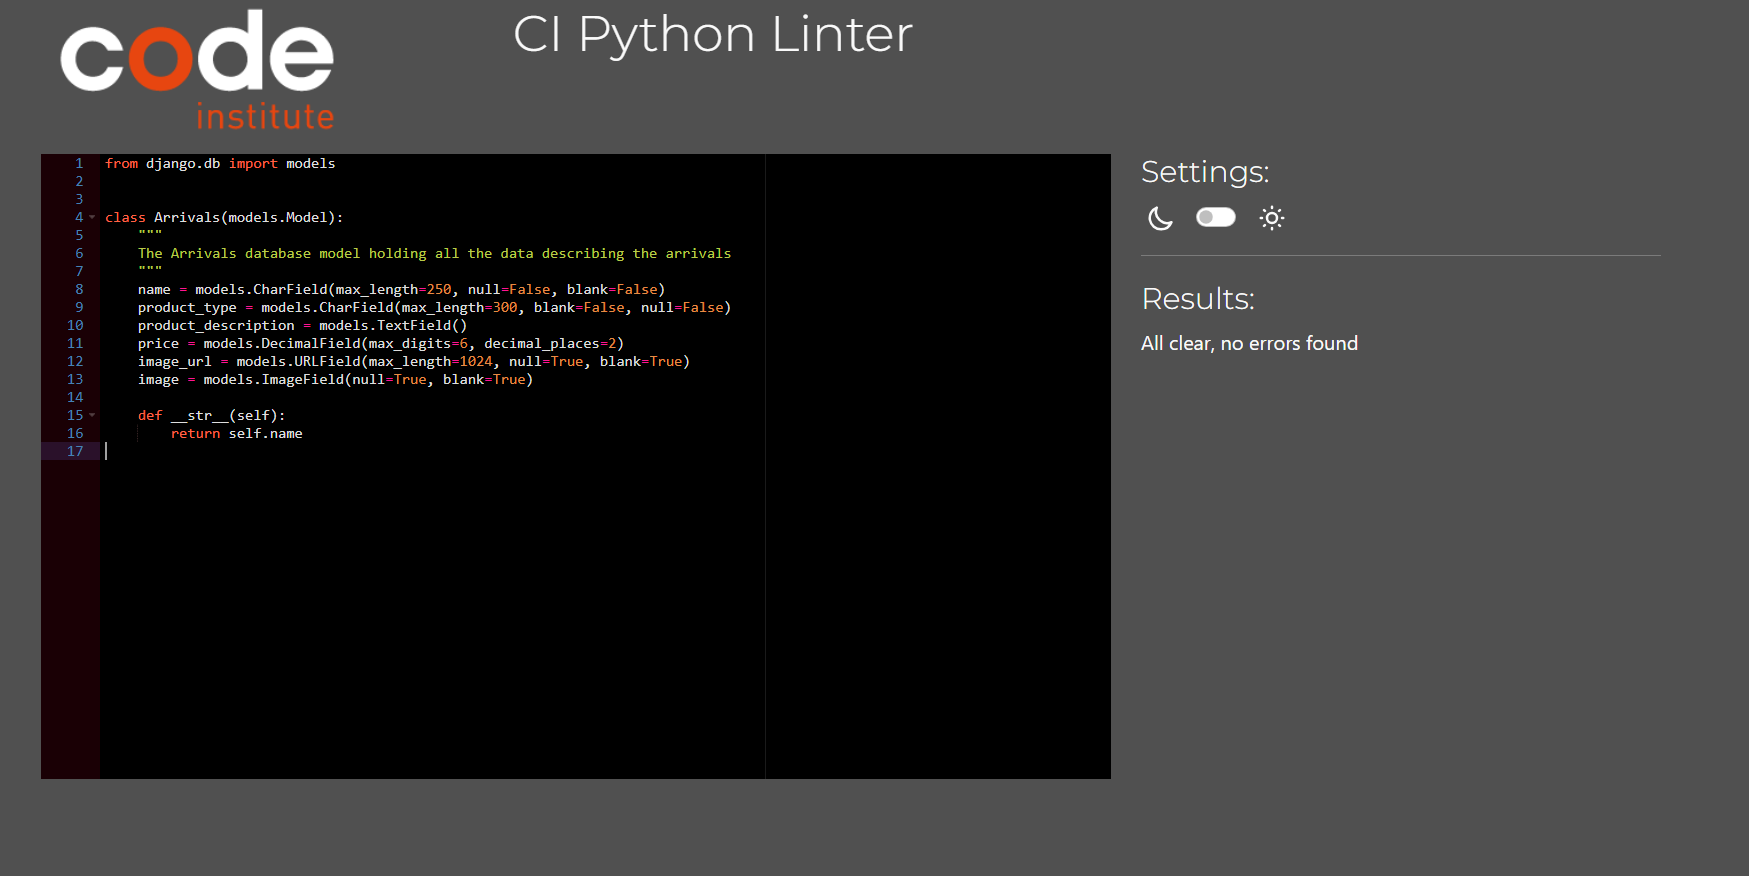 code
institute
CI Python Linter
1 from django.db import models
2
3
4 class Arrivals(models.Model):
5     """
6     The Arrivals database model holding all the data describing the arrivals
7     """
8     name = models.CharField(max_length=250, null=False, blank=False)
9     product_type = models.CharField(max_length=300, blank=False, null=False)
10     product_description = models.TextField()
11     price = models.DecimalField(max_digits=6, decimal_places=2)
12     image_url = models.URLField(max_length=1024, null=True, blank=True)
13     image = models.ImageField(null=True, blank=True)
14
15     def __str__(self):
16         return self.name
17
Settings:
Results:
All clear, no errors found